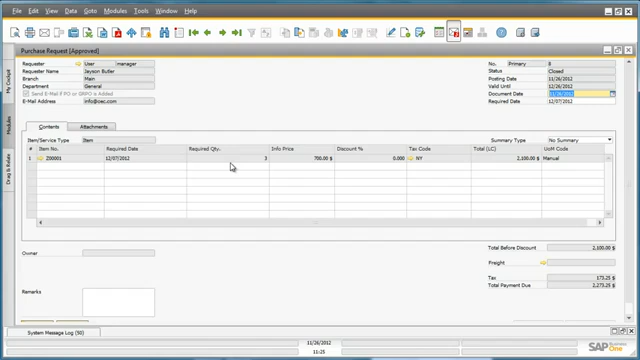 File Edit View Data Goto Modules Tools Window Help
Purchase Request [Approved]
Requester User manager
Requester Name Jayson Butler
Branch Main
Department General
Send E-Mail if PO or GRPO is Added
E-Mail Address info@oec.com
No. Primary 8
Status Closed
Posting Date 11/26/2012
Valid Until 12/26/2012
Document Date 11/26/2012
Required Date 12/07/2012
My Cockpit
Modules
Drag & Relate
Contents Attachments
Item/Service Type Item Summary Type No Summary
# Item No. Required Date Required Qty. Info Price Discount % Tax Code Total (LC) UoM Code
1 Z00001 12/07/2012 3 700.00 $ 0.000 NY 2,100.00 $ Manual
Owner
Total Before Discount 2,100.00 $
Freight
Tax 173.25 $
Total Payment Due 2,273.25 $
Remarks
System Message Log (50)
11/26/2012
11:25
SAP Business One